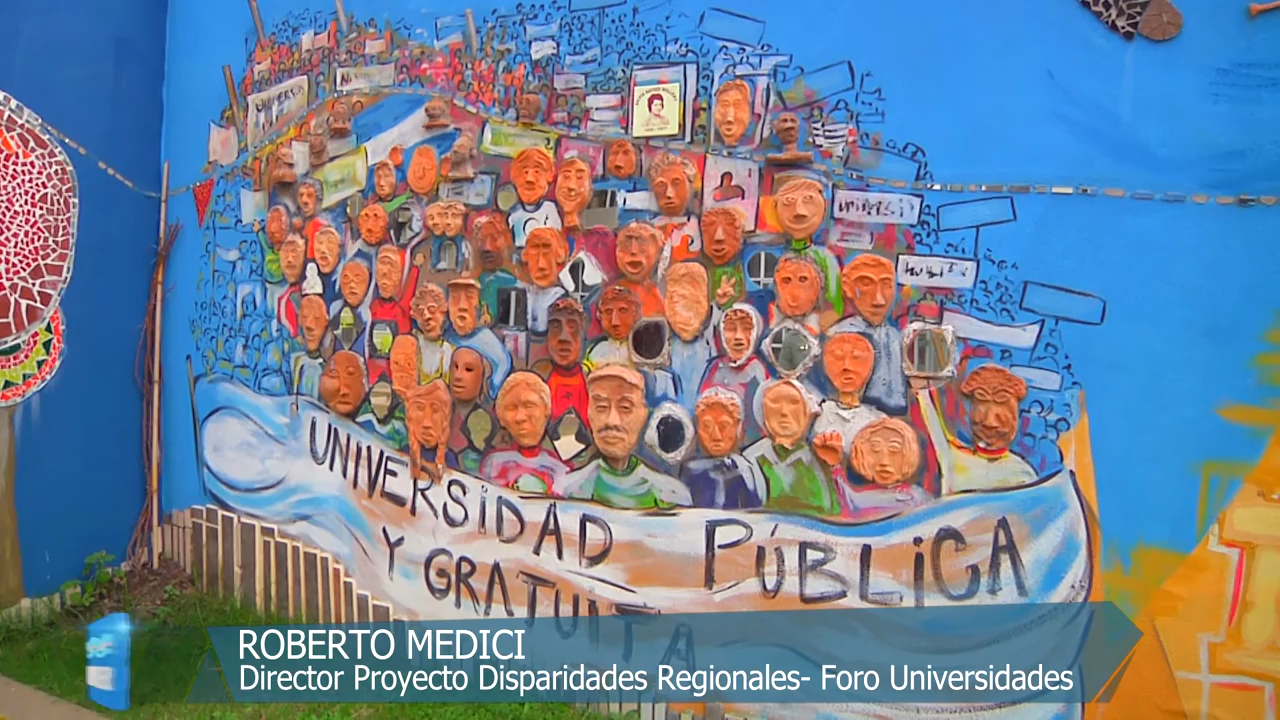 UNIVERSIDAD PÚBLICA
Y GRATUITA
ROBERTO MEDICI
Director Proyecto Disparidades Regionales- Foro Universidades